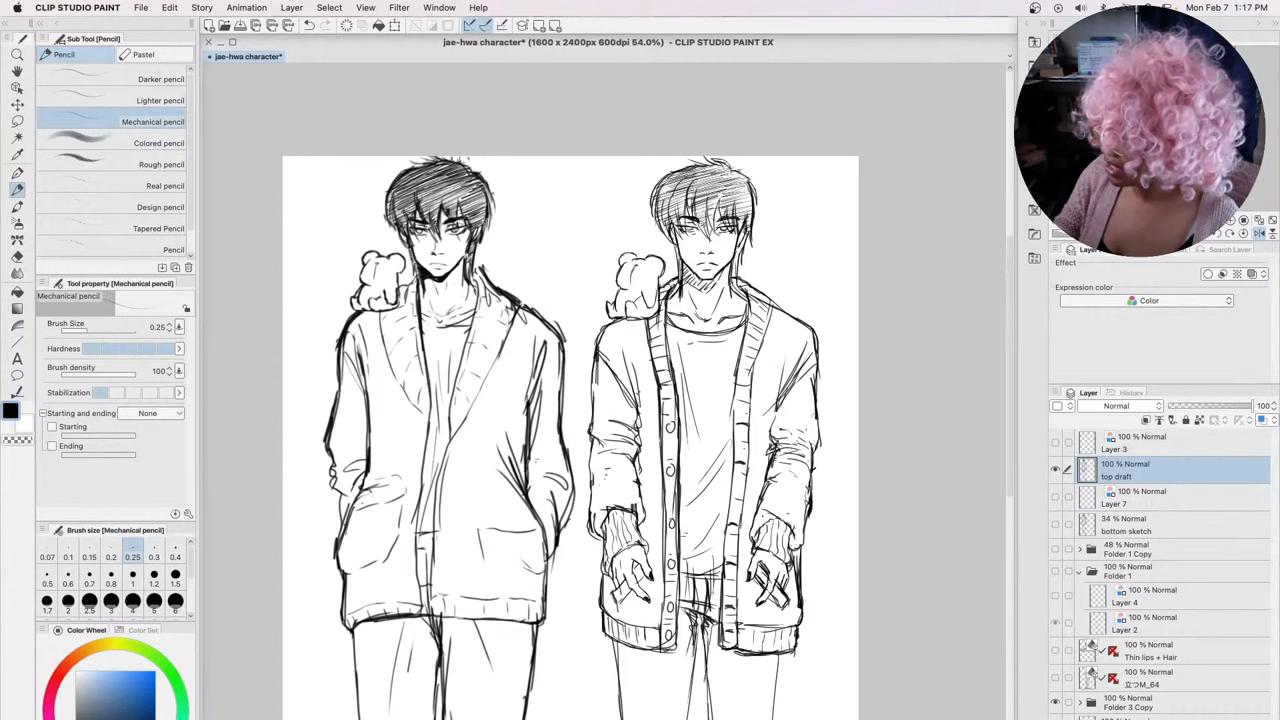 CLIP STUDIO PAINT File Edit Story Animation Layer Select View Filter Window Help Mon Feb 7 1:17 PM
Sub Tool [Pencil]
jae-hwa character* (1600 x 2400px 600dpi 54.0%) - CLIP STUDIO PAINT EX
Pencil Pastel
jae-hwa character*
Darker pencil
Lighter pencil
Mechanical pencil
Colored pencil
Rough pencil
Real pencil
Design pencil
Tapered Pencil
Pencil
Tool property [Mechanical pencil]
Mechanical pencil
Brush Size 0.25
Hardness
Brush density 100
Stabilization
Starting and ending None
Starting
Ending
Brush size [Mechanical pencil]
0.07 0.1 0.15 0.2 0.25 0.3 0.4
0.5 0.6 0.7 0.8 1 1.2 1.5
1.7 2 2.5 3 4 5 6
Color Wheel Color Set
Search Layer
Effect
Expression color
Color
Layer History
Normal 100
100 % Normal
Layer 3
100 % Normal
top draft
100 % Normal
Layer 7
34 % Normal
bottom sketch
48 % Normal
Folder 1 Copy
100 % Normal
Folder 1
100 % Normal
Layer 4
100 % Normal
Layer 2
100 % Normal
Thin lips + Hair
100 % Normal
立つM_64
100 % Normal
Folder 3 Copy